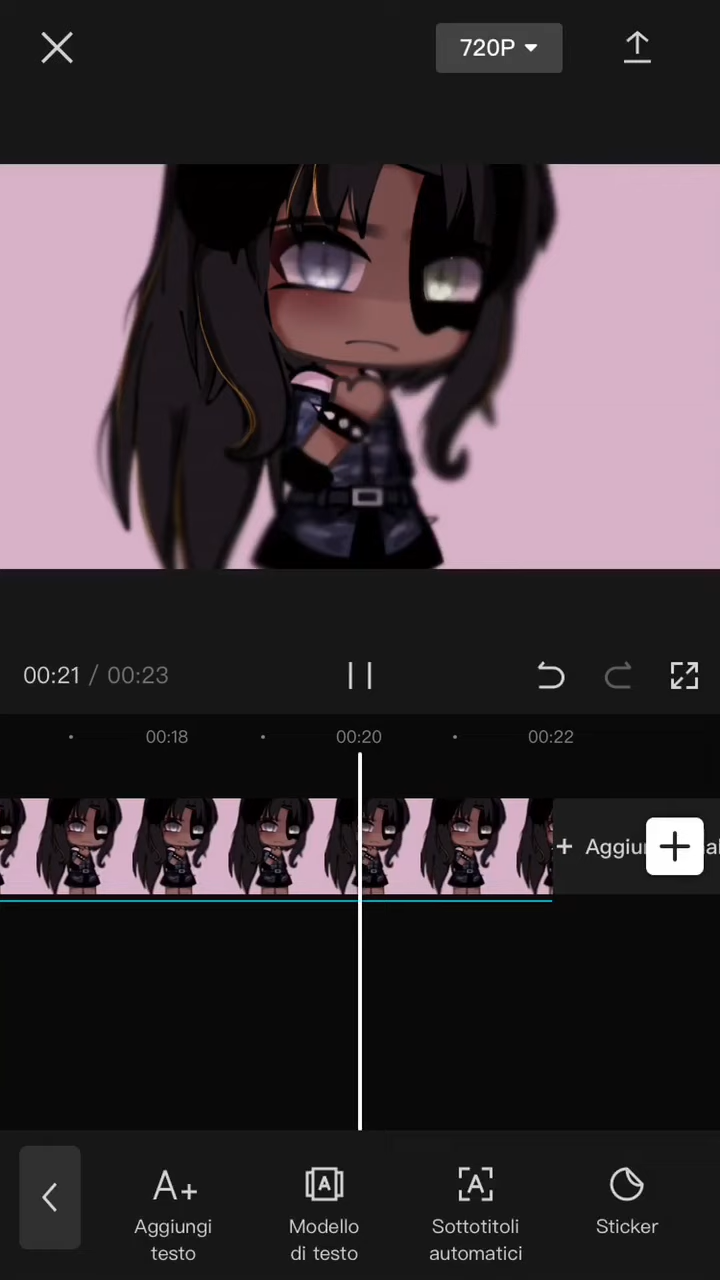 720P
00:21 / 00:23
00:18 00:20 00:22
+ Aggiu
Aggiungi
testo
Modello
di testo
Sottotitoli
automatici
Sticker